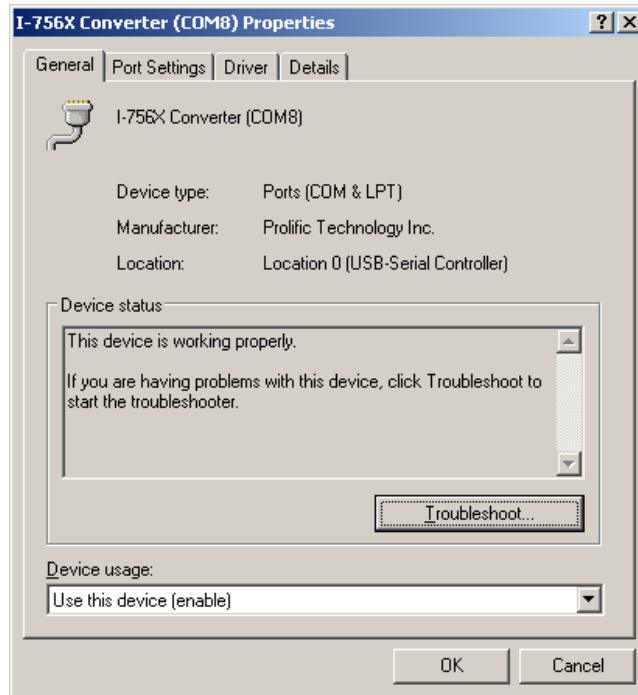 I-756X Converter (COM8) Properties
? X
General Port Settings Driver Details
I-756X Converter (COM8)
Device type: Ports (COM & LPT)
Manufacturer: Prolific Technology Inc.
Location: Location 0 (USB-Serial Controller)
Device status
This device is working properly.
If you are having problems with this device, click Troubleshoot to
start the troubleshooter.
Troubleshoot...
Device usage:
Use this device (enable)
OK Cancel